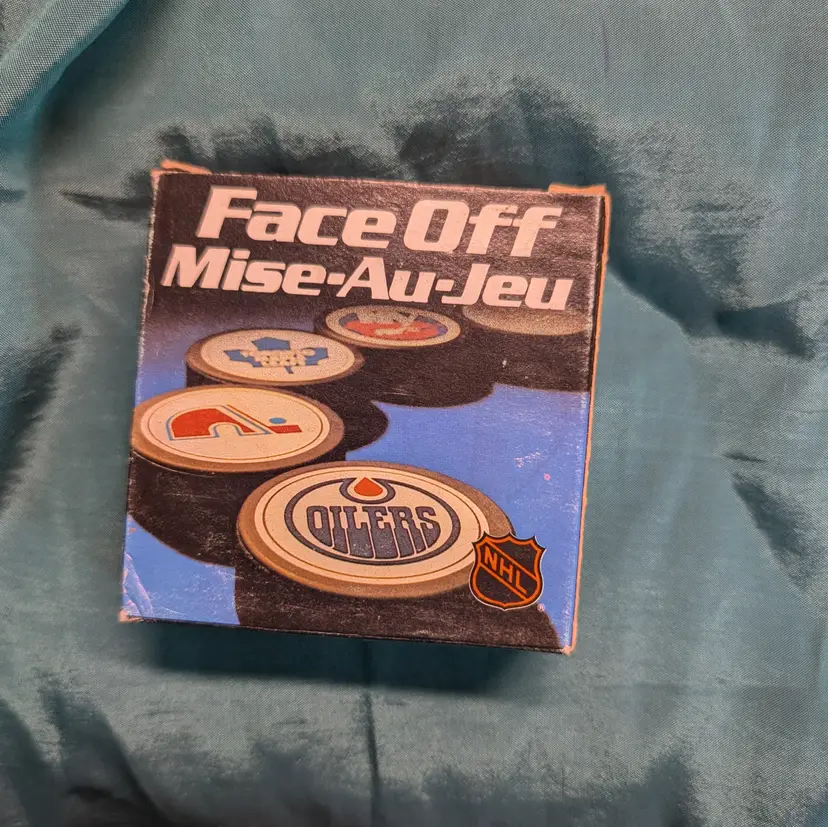 Face Off
Mise-Au-Jeu
OILERS
NHL